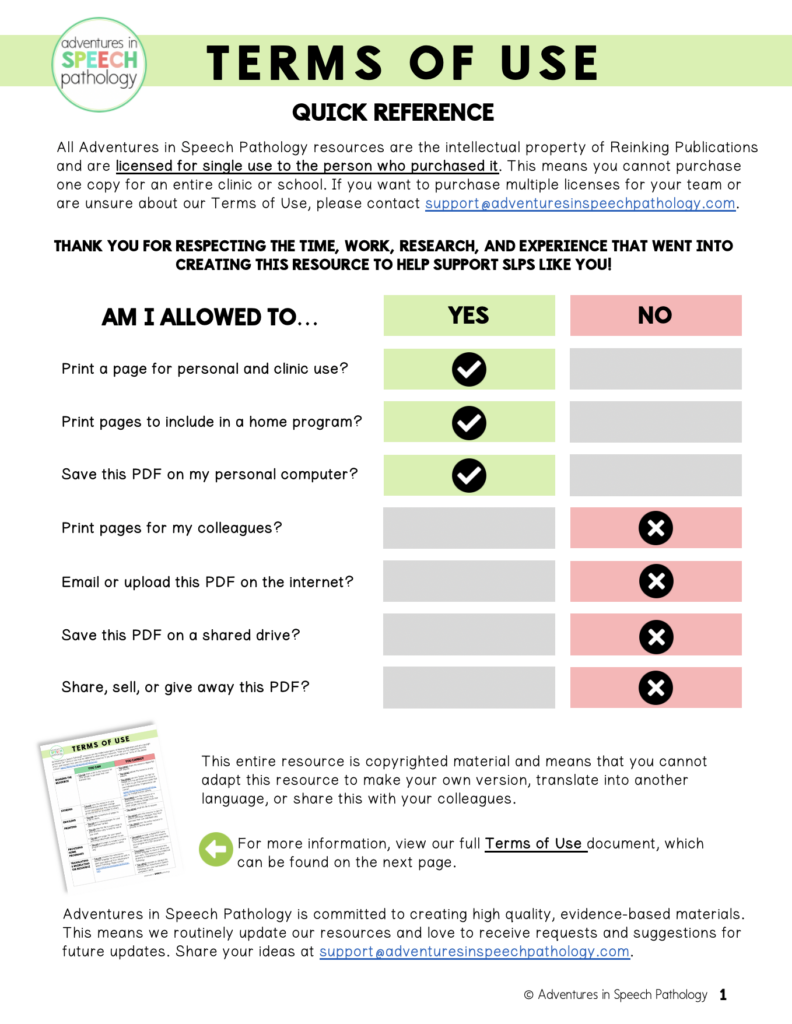 adventures in
SPEECH
pathology
TERMS OF USE
QUICK REFERENCE
All Adventures in Speech Pathology resources are the intellectual property of Reinking Publications
and are licensed for single use to the person who purchased it. This means you cannot purchase
one copy for an entire clinic or school. If you want to purchase multiple licenses for your team or
are unsure about our Terms of Use, please contact support@adventuresinspeechpathology.com.
THANK YOU FOR RESPECTING THE TIME, WORK, RESEARCH, AND EXPERIENCE THAT WENT INTO
CREATING THIS RESOURCE TO HELP SUPPORT SLPS LIKE YOU!
AM I ALLOWED TO... YES NO
Print a page for personal and clinic use?
Print pages to include in a home program?
Save this PDF on my personal computer?
Print pages for my colleagues?
Email or upload this PDF on the internet?
Save this PDF on a shared drive?
Share, sell, or give away this PDF?
TERMS OF USE
This entire resource is copyrighted material and means that you cannot
adapt this resource to make your own version, translate into another
language, or share this with your colleagues.
For more information, view our full Terms of Use document, which
can be found on the next page.
Adventures in Speech Pathology is committed to creating high quality, evidence-based materials.
This means we routinely update our resources and love to receive requests and suggestions for
future updates. Share your ideas at support@adventuresinspeechpathology.com.
© Adventures in Speech Pathology 1